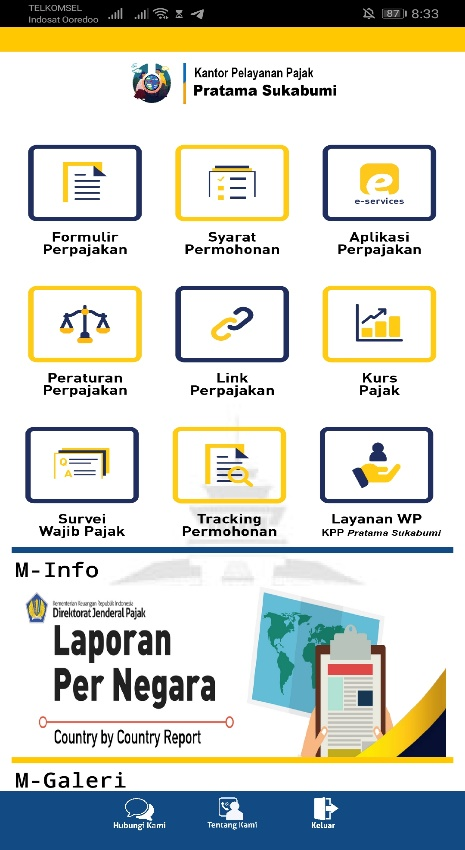 TELKOMSEL
Indosat Ooredoo
87
8:33
Kantor Pelayanan Pajak
Pratama Sukabumi
Formulir
Perpajakan
Syarat
Permohonan
e
e-services
Aplikasi
Perpajakan
Peraturan
Perpajakan
Link
Perpajakan
Kurs
Pajak
Q
A
Survei
Wajib Pajak
Tracking
Permohonan
Layanan WP
KPP Pratama Sukabumi
M-Info
Kementerian Keuangan Republik Indonesia
Direktorat Jenderal Pajak
Laporan
Per Negara
Country by Country Report
M-Galeri
Hubungi Kami
Tentang Kami
Keluar